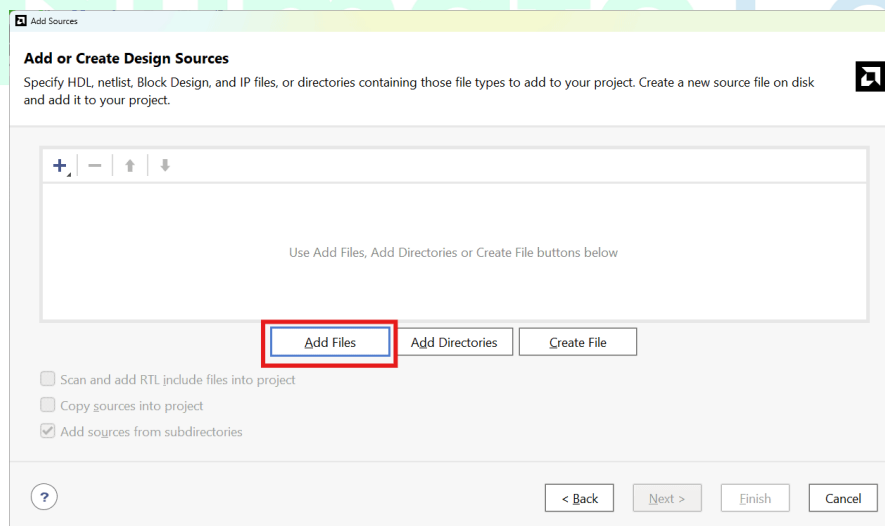 Add Sources
Add or Create Design Sources
Specify HDL, netlist, Block Design, and IP files, or directories containing those file types to add to your project. Create a new source file on disk
and add it to your project.
Use Add Files, Add Directories or Create File buttons below
Add Files
Add Directories
Create File
Scan and add RTL include files into project
Copy sources into project
Add sources from subdirectories
?
< Back
Next >
Finish
Cancel